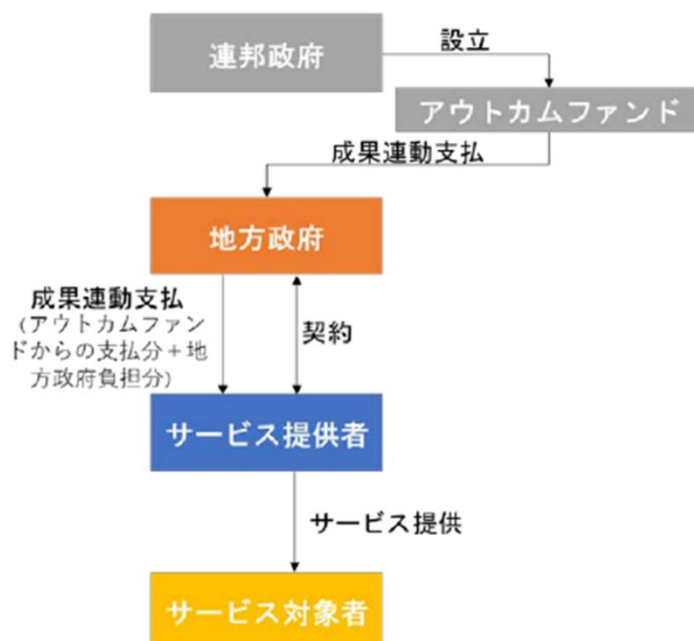 連邦政府
設立
アウトカムファンド
成果連動支払
地方政府
成果連動支払
(アウトカムファン
ドからの支払分+地
方政府負担分)
契約
サービス提供者
サービス提供
サービス対象者